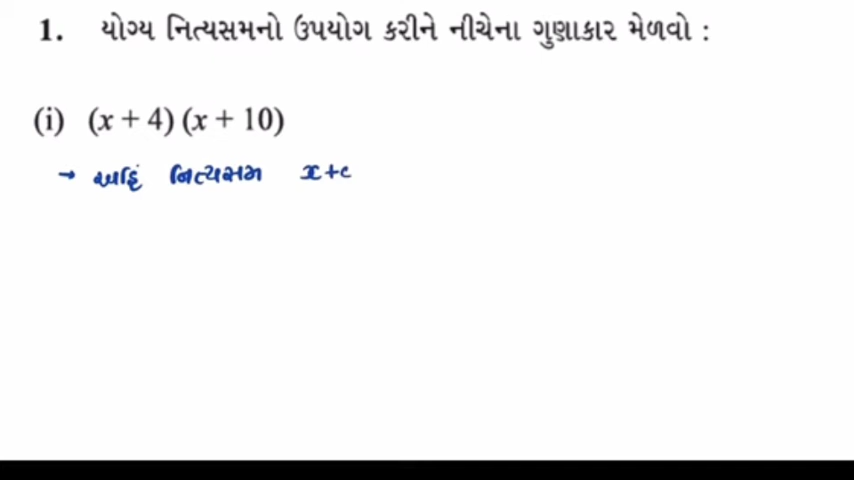 1. યોગ્ય નિત્યસમનો ઉપયોગ કરીને નીચેના ગુણાકાર મેળવો :
(i) (x + 4) (x + 10)
→ અહિં નિત્યસમ x+c